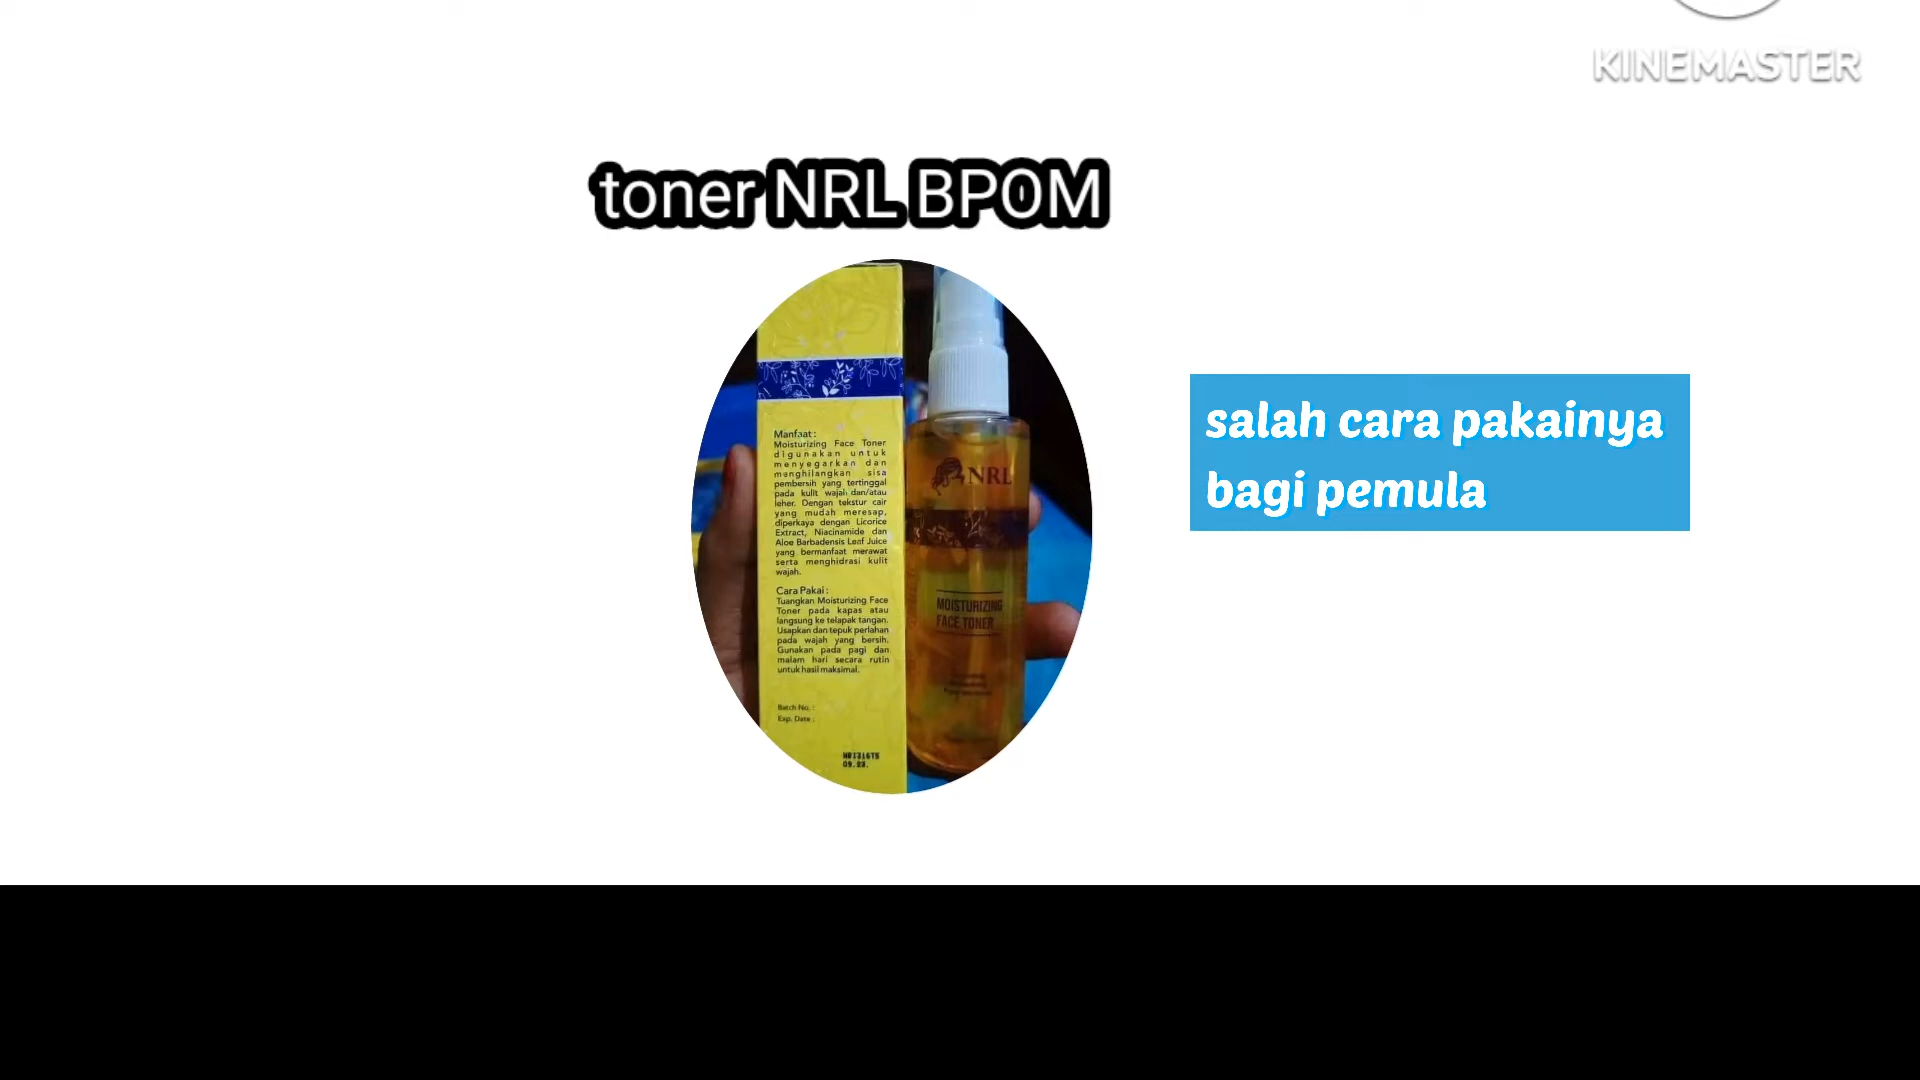 KINEMASTER
toner NRL BPOM
salah cara pakainya
bagi pemula
Manfaat :
Moisturizing Face Toner
digunakan untuk
menyegarkan dan
menghilangkan sisa
pembersih yang tertinggal
pada kulit wajah dan/atau
leher. Dengan tekstur cair
yang mudah meresap,
diperkaya dengan Licorice
Extract, Niacinamide dan
Aloe Barbadensis Leaf Juice
yang bermanfaat merawat
serta menghidrasi kulit
wajah.
Cara Pakai :
Tuangkan Moisturizing Face
Toner pada kapas atau
langsung ke telapak tangan.
Usapkan dan tepuk perlahan
pada wajah yang bersih.
Gunakan pada pagi dan
malam hari secara rutin
untuk hasil maksimal.
Batch No. :
Exp. Date :
NRL
MOISTURIZING
FACE TONER